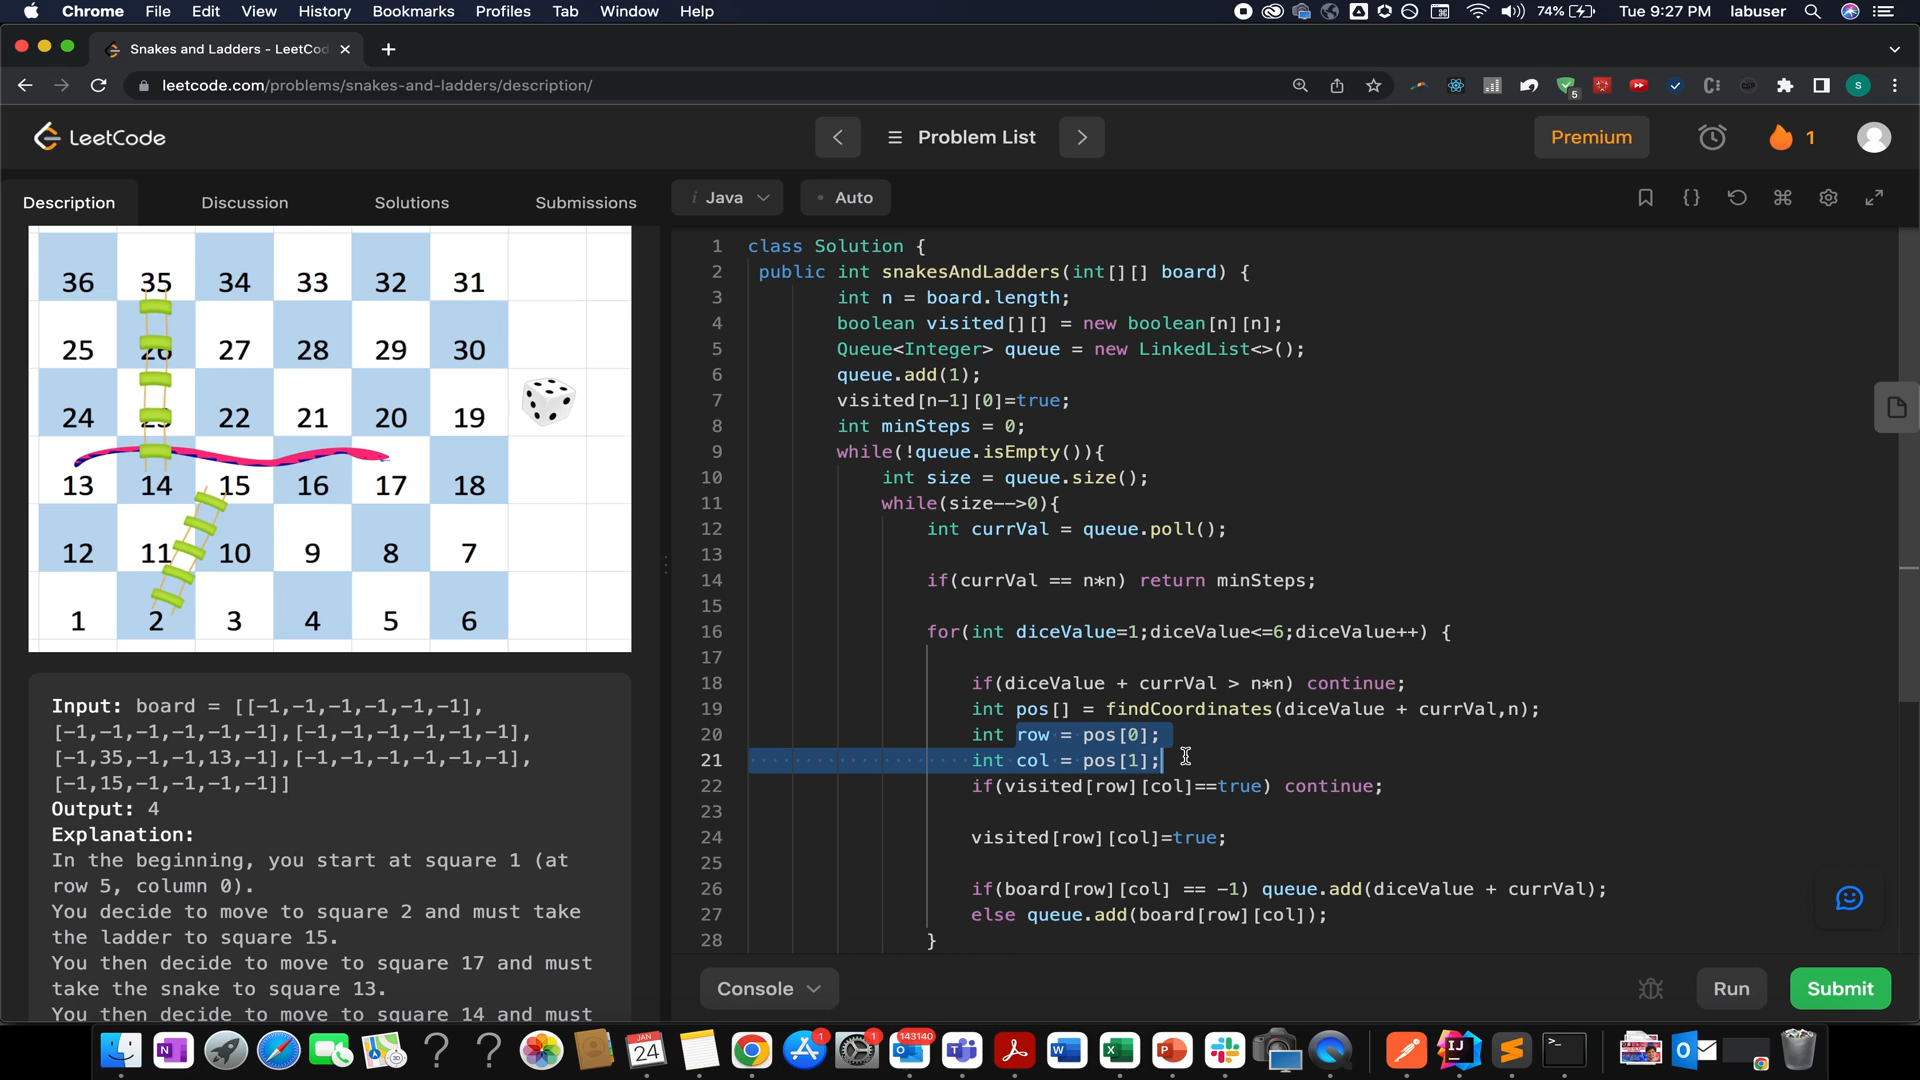 Chrome File Edit View History Bookmarks Profiles Tab Window Help 74% Tue 9:27 PM labuser
Snakes and Ladders - LeetCod
leetcode.com/problems/snakes-and-ladders/description/
5
S
LeetCode
Problem List
Premium
1
Description Discussion Solutions Submissions
i Java
Auto
36 35 34 33 32 31
25 26 27 28 29 30
24 23 22 21 20 19
13 14 15 16 17 18
12 11 10 9 8 7
1 2 3 4 5 6
Input: board = [[-1,-1,-1,-1,-1,-1],
[-1,-1,-1,-1,-1,-1],[-1,-1,-1,-1,-1,-1],
[-1,35,-1,-1,13,-1],[-1,-1,-1,-1,-1,-1],
[-1,15,-1,-1,-1,-1]]
Output: 4
Explanation:
In the beginning, you start at square 1 (at
row 5, column 0).
You decide to move to square 2 and must take
the ladder to square 15.
You then decide to move to square 17 and must
take the snake to square 13.
You then decide to move to square 14 and must
1 class Solution {
2 public int snakesAndLadders(int[][] board) {
3 int n = board.length;
4 boolean visited[][] = new boolean[n][n];
5 Queue<Integer> queue = new LinkedList<>();
6 queue.add(1);
7 visited[n-1][0]=true;
8 int minSteps = 0;
9 while(!queue.isEmpty()){
10 int size = queue.size();
11 while(size-->0){
12 int currVal = queue.poll();
13
14 if(currVal == n*n) return minSteps;
15
16 for(int diceValue=1;diceValue<=6;diceValue++) {
17
18 if(diceValue + currVal > n*n) continue;
19 int pos[] = findCoordinates(diceValue + currVal,n);
20 int row = pos[0];
21 int col = pos[1];
22 if(visited[row][col]==true) continue;
23
24 visited[row][col]=true;
25
26 if(board[row][col] == -1) queue.add(diceValue + currVal);
27 else queue.add(board[row][col]);
28 }
Console
Run
Submit
JAN
24
1
1
143140